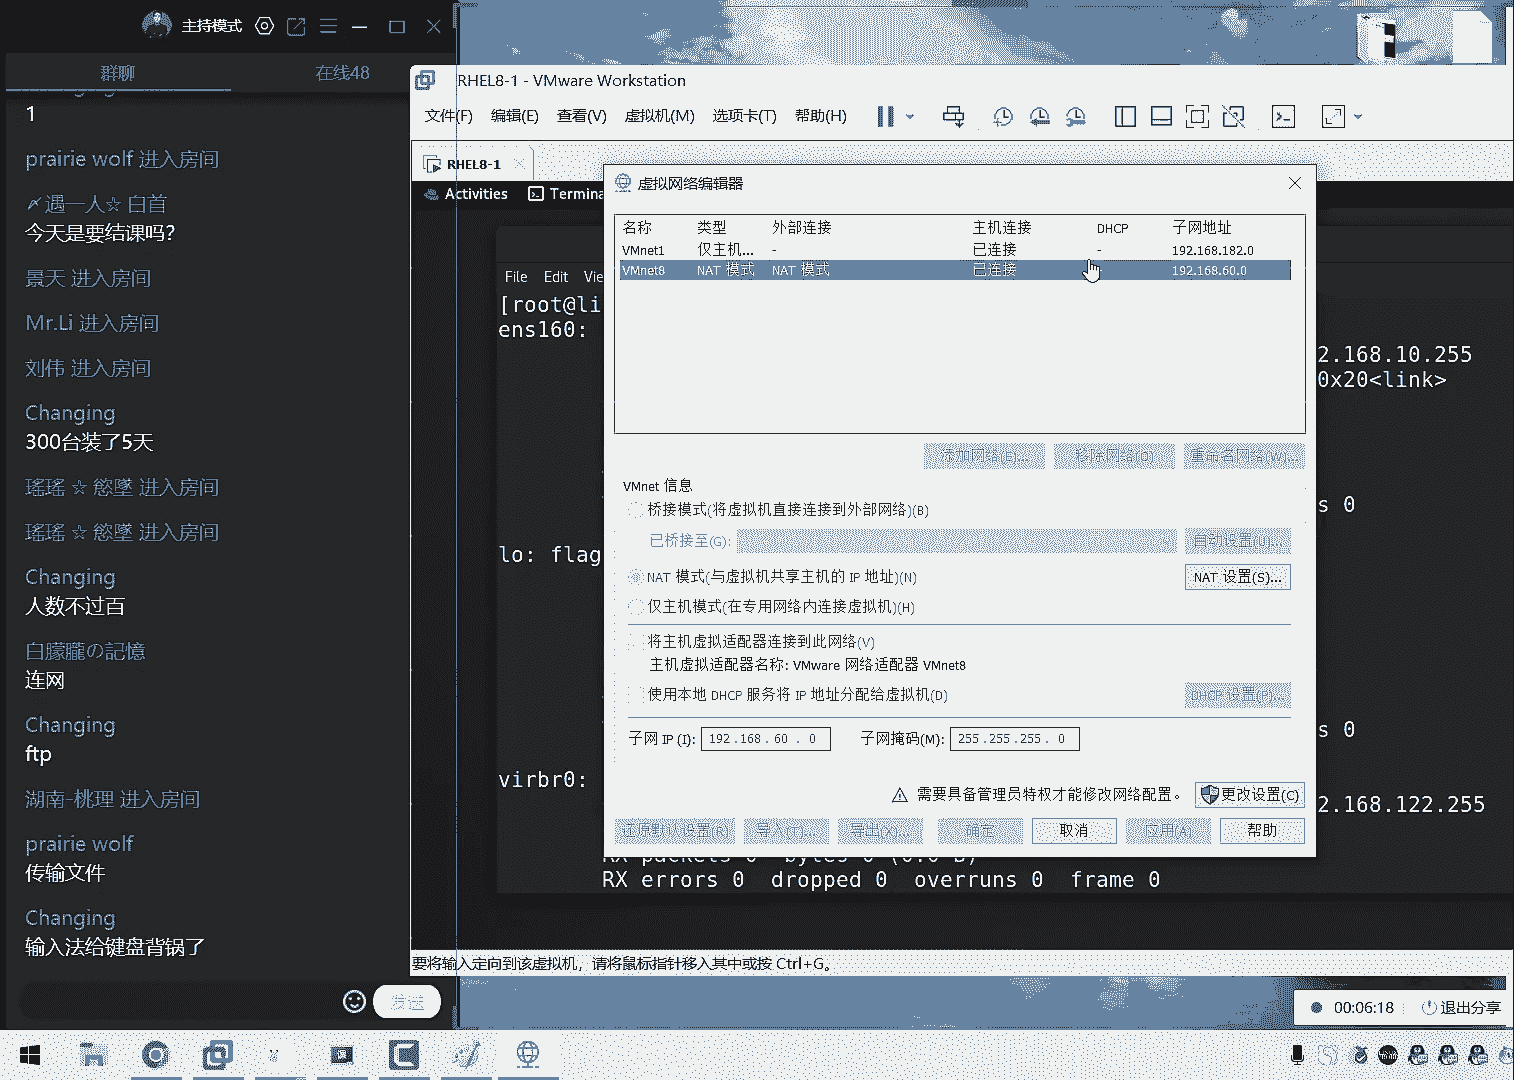 主持模式
群聊
在线48
1
prairie wolf 进入房间
〆遇一人☆ 白首
今天是要结课吗?
景天 进入房间
Mr.Li 进入房间
刘伟 进入房间
Changing
300台装了5天
瑤瑤 ☆ 慾墜 进入房间
瑤瑤 ☆ 慾墜 进入房间
Changing
人数不过百
白朦朧の記憶
连网
Changing
ftp
湖南-桃理 进入房间
prairie wolf
传输文件
Changing
输入法给键盘背锅了
发送
RHEL8-1 - VMware Workstation
文件(F) 编辑(E) 查看(V) 虚拟机(M) 选项卡(T) 帮助(H)
RHEL8-1
Activities
Termina
File Edit Vie
[root@li
ens160:
2.168.10.255
0x20<link>
s 0
lo: flag
s 0
virbr0:
2.168.122.255
RX packets 0 bytes 0 (0.0 B)
RX errors 0 dropped 0 overruns 0 frame 0
虚拟网络编辑器
名称 类型 外部连接 主机连接 DHCP 子网地址
VMnet1 仅主机... - 已连接 - 192.168.182.0
VMnet8 NAT 模式 NAT 模式 已连接 192.168.60.0
添加网络(E)... 移除网络(O) 重命名网络(W)...
VMnet 信息
桥接模式(将虚拟机直接连接到外部网络)(B)
已桥接至(G):
自动设置(U)...
NAT 模式(与虚拟机共享主机的 IP 地址)(N)
NAT 设置(S)...
仅主机模式(在专用网络内连接虚拟机)(H)
将主机虚拟适配器连接到此网络(V)
主机虚拟适配器名称: VMware 网络适配器 VMnet8
使用本地 DHCP 服务将 IP 地址分配给虚拟机(D)
DHCP 设置(P)...
子网 IP (I): 192.168.60.0 子网掩码(M): 255.255.255.0
需要具备管理员特权才能修改网络配置。
更改设置(C)
还原默认设置(R) 导入(T)... 导出(X)... 确定 取消 应用(A) 帮助
要将输入定向到该虚拟机，请将鼠标指针移入其中或按 Ctrl+G。
00:06:18
退出分享